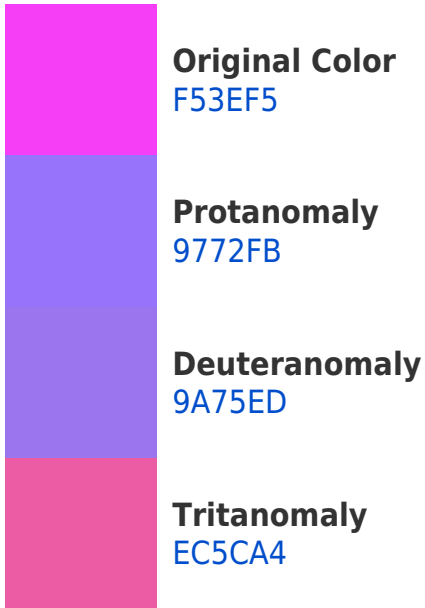 Original Color
F53EF5
Protanomaly
9772FB
Deuteranomaly
9A75ED
Tritanomaly
EC5CA4